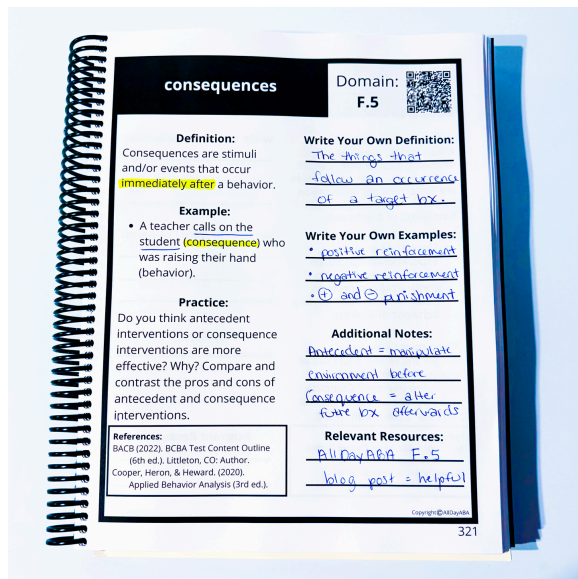 consequences
Domain:
F.5
Definition:
Consequences are stimuli
and/or events that occur
immediately after a behavior.
Example:
• A teacher calls on the
student (consequence) who
was raising their hand
(behavior).
Practice:
Do you think antecedent
interventions or consequence
interventions are more
effective? Why? Compare and
contrast the pros and cons of
antecedent and consequence
interventions.
References:
BACB (2022). BCBA Test Content Outline
(6th ed.). Littleton, CO: Author.
Cooper, Heron, & Heward. (2020).
Applied Behavior Analysis (3rd ed.).
Write Your Own Definition:
The things that
follow an occurrence
of a target bx.
Write Your Own Examples:
• positive reinforcement
• negative reinforcement
• ⊕ and ⊖ punishment
Additional Notes:
Antecedent = manipulate
environment before
Consequence = alter
future bx afterwards
Relevant Resources:
AllDayABA F.5
blog post = helpful
Copyright©AllDayABA
321